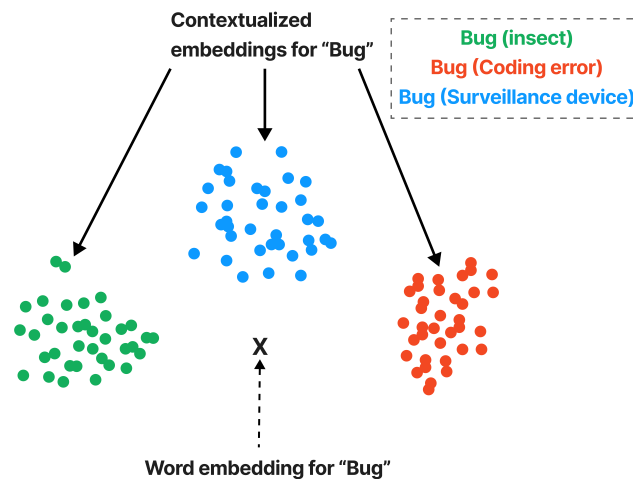 Contextualized
embeddings for “Bug”
Bug (insect)
Bug (Coding error)
Bug (Surveillance device)
X
Word embedding for “Bug”